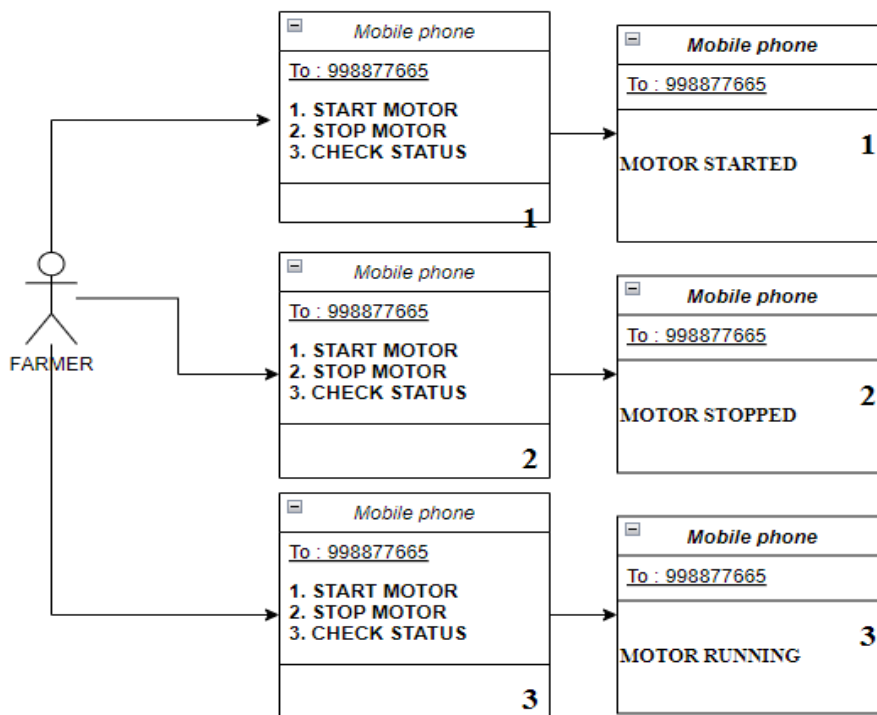 Mobile phone
To : 998877665
1. START MOTOR
2. STOP MOTOR
3. CHECK STATUS
1
Mobile phone
To : 998877665
1
MOTOR STARTED
FARMER
Mobile phone
To : 998877665
1. START MOTOR
2. STOP MOTOR
3. CHECK STATUS
2
Mobile phone
To : 998877665
2
MOTOR STOPPED
Mobile phone
To : 998877665
1. START MOTOR
2. STOP MOTOR
3. CHECK STATUS
3
Mobile phone
To : 998877665
3
MOTOR RUNNING